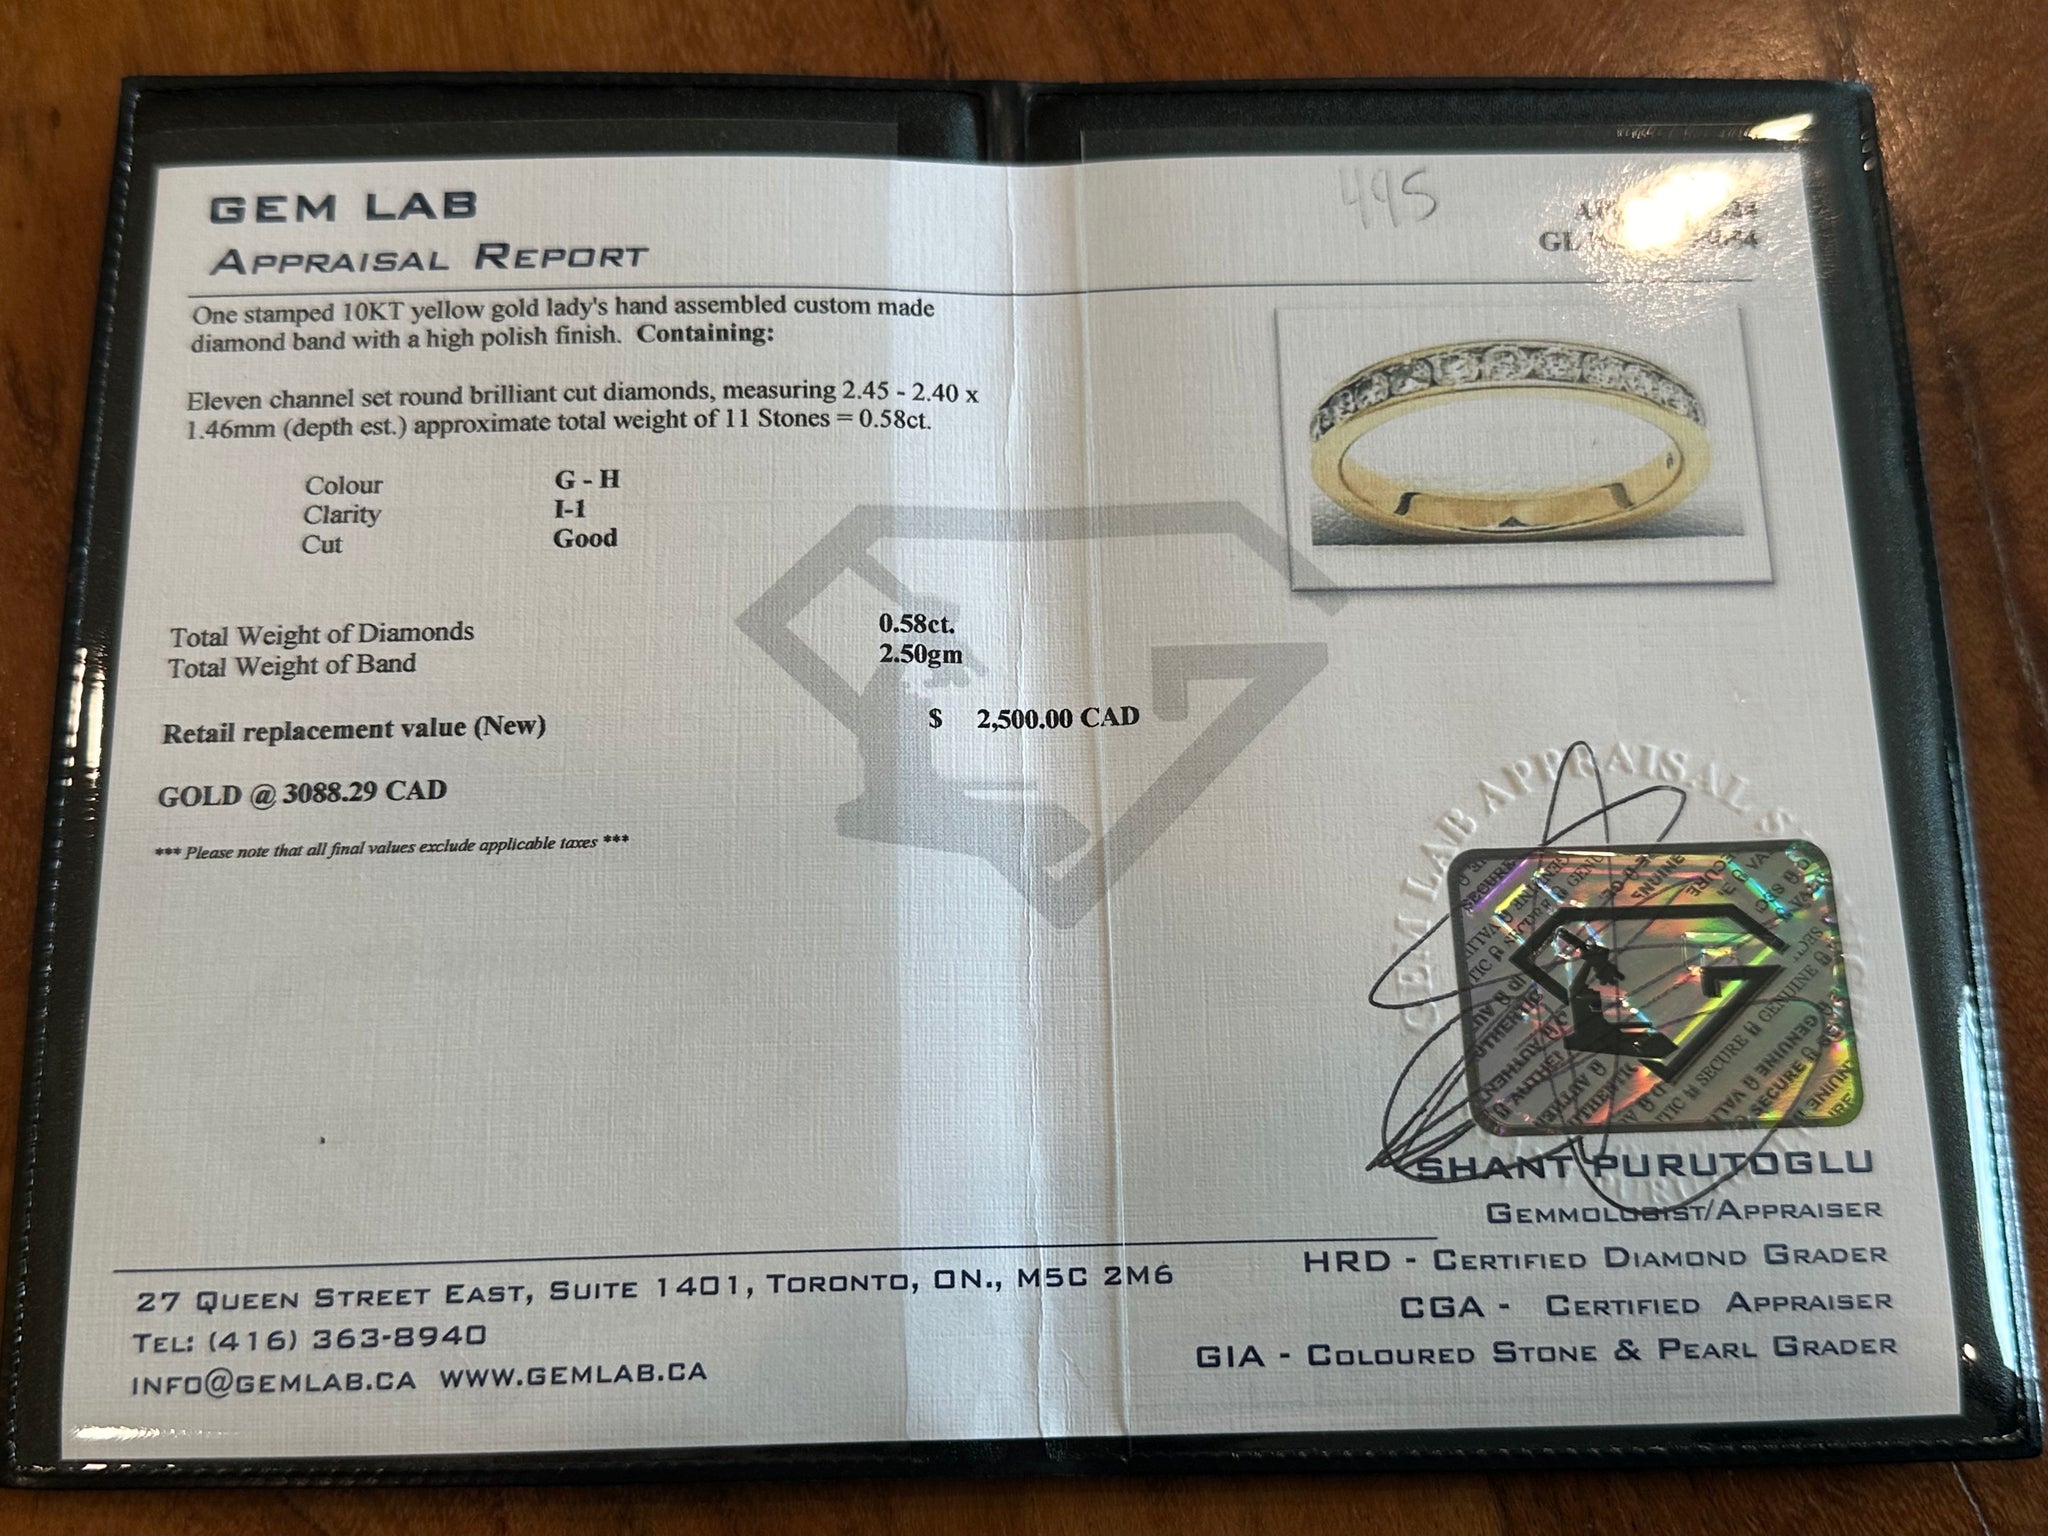 GEM LAB
APPRAISAL REPORT
495
One stamped 10KT yellow gold lady's hand assembled custom made
diamond band with a high polish finish. Containing:
Eleven channel set round brilliant cut diamonds, measuring 2.45 - 2.40 x
1.46mm (depth est.) approximate total weight of 11 Stones = 0.58ct.
Colour G - H
Clarity I-1
Cut Good
Total Weight of Diamonds 0.58ct.
Total Weight of Band 2.50gm
Retail replacement value (New) $ 2,500.00 CAD
GOLD @ 3088.29 CAD
*** Please note that all final values exclude applicable taxes ***
GEM LAB APPRAISAL
SHANT PURUTOGLU
GEMMOLOGIST/APPRAISER
HRD - CERTIFIED DIAMOND GRADER
CGA - CERTIFIED APPRAISER
GIA - COLOURED STONE & PEARL GRADER
27 QUEEN STREET EAST, SUITE 1401, TORONTO, ON., M5C 2M6
TEL: (416) 363-8940
INFO@GEMLAB.CA WWW.GEMLAB.CA